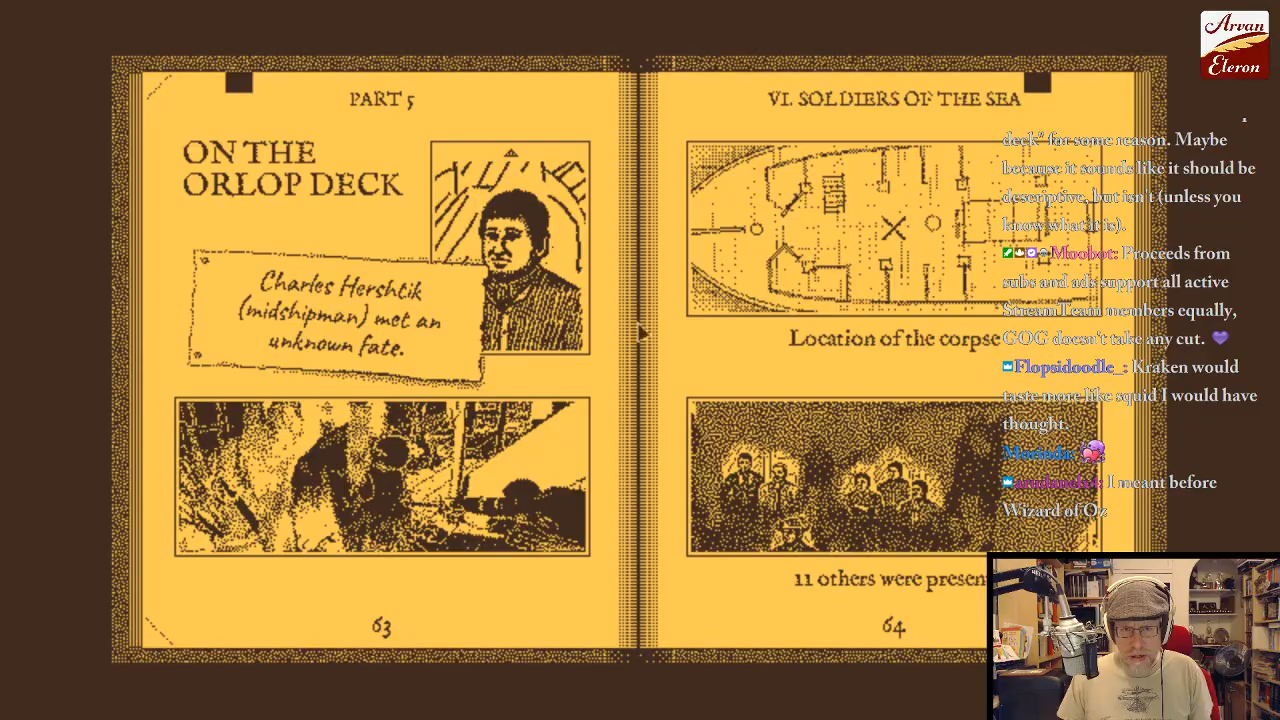 Arvan
Eleron
PART 5
ON THE
ORLOP DECK
Charles Hershtik
(midshipman) met an
unknown fate.
63
VI. SOLDIERS OF THE SEA
Location of the corpse
11 others were presen
64
deck" for some reason. Maybe
because it sounds like it should be
descriptive, but isn't (unless you
know what it is).
Moobot: Proceeds from
subs and ads support all active
StreamTeam members equally,
GOG doesn't take any cut.
Flopsidoodle_: Kraken would
taste more like squid I would have
thought.
I meant before
Wizard of Oz